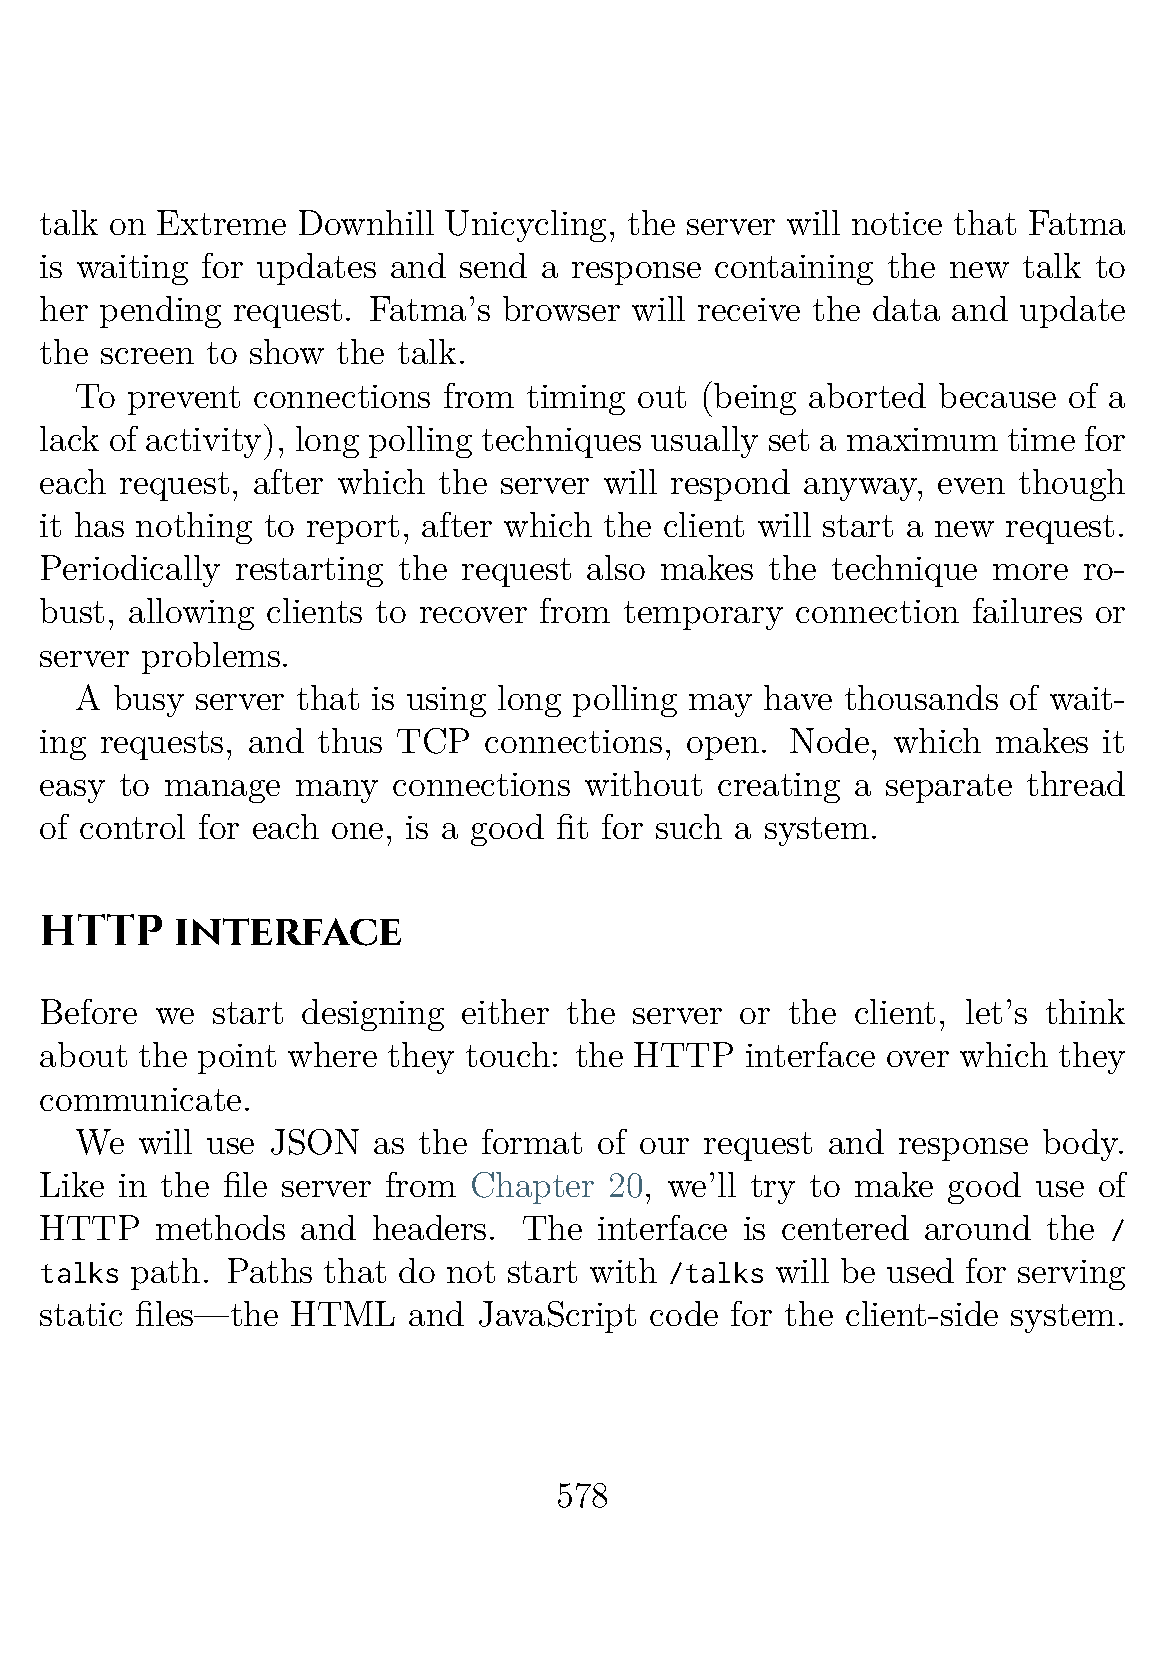 talk on Extreme Downhill Unicycling, the server will notice that Fatma
is waiting for updates and send a response containing the new talk to
her pending request. Fatma’s browser will receive the data and update
the screen to show the talk.
To prevent connections from timing out (being aborted because of a
lack of activity), long polling techniques usually set a maximum time for
each request, after which the server will respond anyway, even though
it has nothing to report, after which the client will start a new request.
Periodically restarting the request also makes the technique more ro-
bust, allowing clients to recover from temporary connection failures or
server problems.
A busy server that is using long polling may have thousands of wait-
ing requests, and thus TCP connections, open. Node, which makes it
easy to manage many connections without creating a separate thread
of control for each one, is a good fit for such a system.
HTTP interface
Before we start designing either the server or the client, let’s think
about the point where they touch: the HTTP interface over which they
communicate.
We will use JSON as the format of our request and response body.
Like in the file server from Chapter 20, we’ll try to make good use of
HTTP methods and headers. The interface is centered around the /
talks path. Paths that do not start with /talks will be used for serving
static files—the HTML and JavaScript code for the client-side system.
578